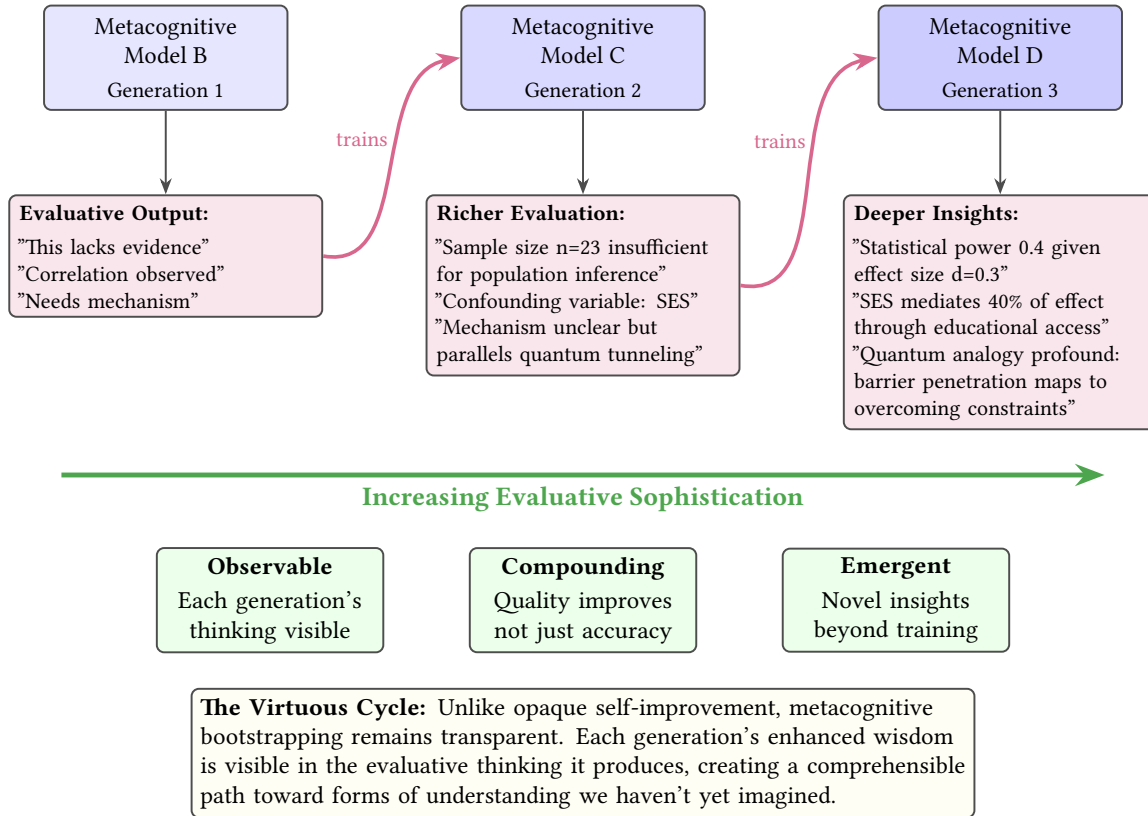 Metacognitive
Model B
Generation 1
Metacognitive
Model C
Generation 2
Metacognitive
Model D
Generation 3
trains
trains
Evaluative Output:
”This lacks evidence”
”Correlation observed”
”Needs mechanism”
Richer Evaluation:
”Sample size n=23 insufficient
for population inference”
”Confounding variable: SES”
”Mechanism unclear but
parallels quantum tunneling”
Deeper Insights:
”Statistical power 0.4 given
effect size d=0.3”
”SES mediates 40% of effect
through educational access”
”Quantum analogy profound:
barrier penetration maps to
overcoming constraints”
Increasing Evaluative Sophistication
Observable
Each generation’s
thinking visible
Compounding
Quality improves
not just accuracy
Emergent
Novel insights
beyond training
The Virtuous Cycle: Unlike opaque self-improvement, metacognitive
bootstrapping remains transparent. Each generation’s enhanced wisdom
is visible in the evaluative thinking it produces, creating a comprehensible
path toward forms of understanding we haven’t yet imagined.